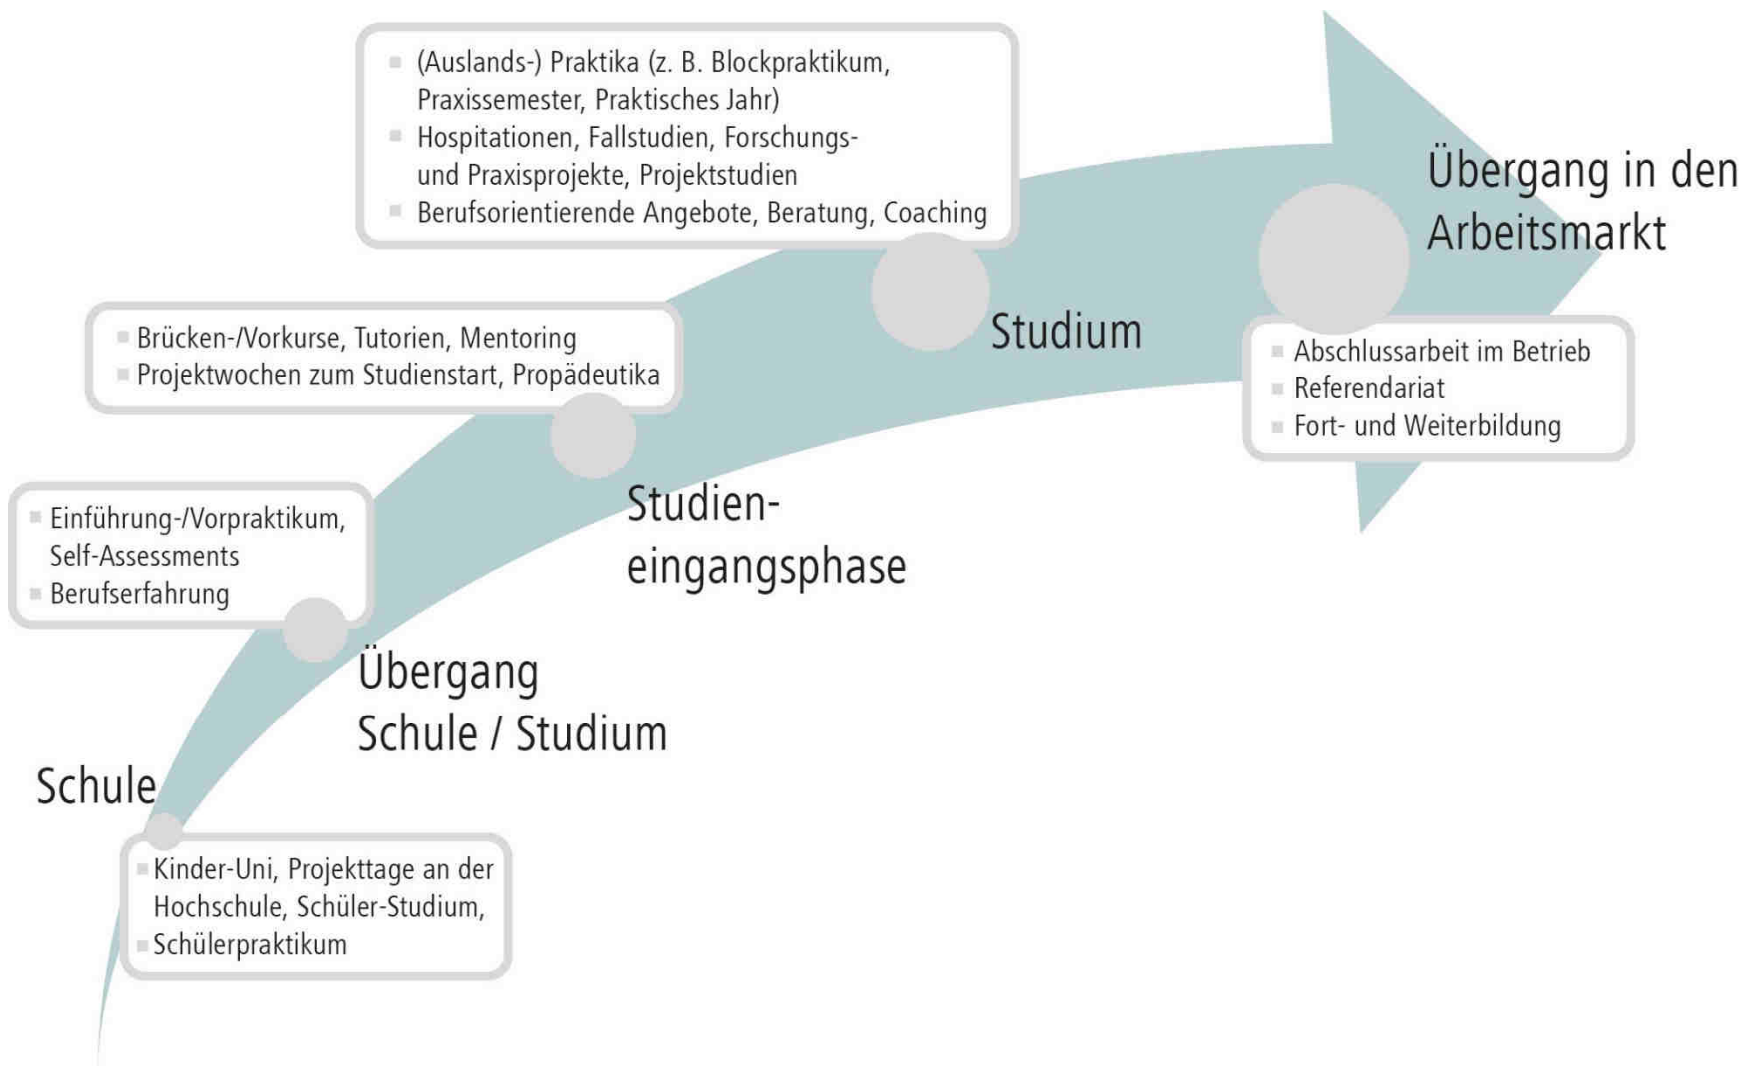 (Auslands-) Praktika (z. B. Blockpraktikum,
Praxissemester, Praktisches Jahr)
Hospitationen, Fallstudien, Forschungs-
und Praxisprojekte, Projektstudien
Berufsorientierende Angebote, Beratung, Coaching
Übergang in den
Arbeitsmarkt
Studium
Brücken-/Vorkurse, Tutorien, Mentoring
Projektwochen zum Studienstart, Propädeutika
Abschlussarbeit im Betrieb
Referendariat
Fort- und Weiterbildung
Studien-
eingangsphase
Einführung-/Vorpraktikum,
Self-Assessments
Berufserfahrung
Übergang
Schule / Studium
Schule
Kinder-Uni, Projekttage an der
Hochschule, Schüler-Studium,
Schülerpraktikum